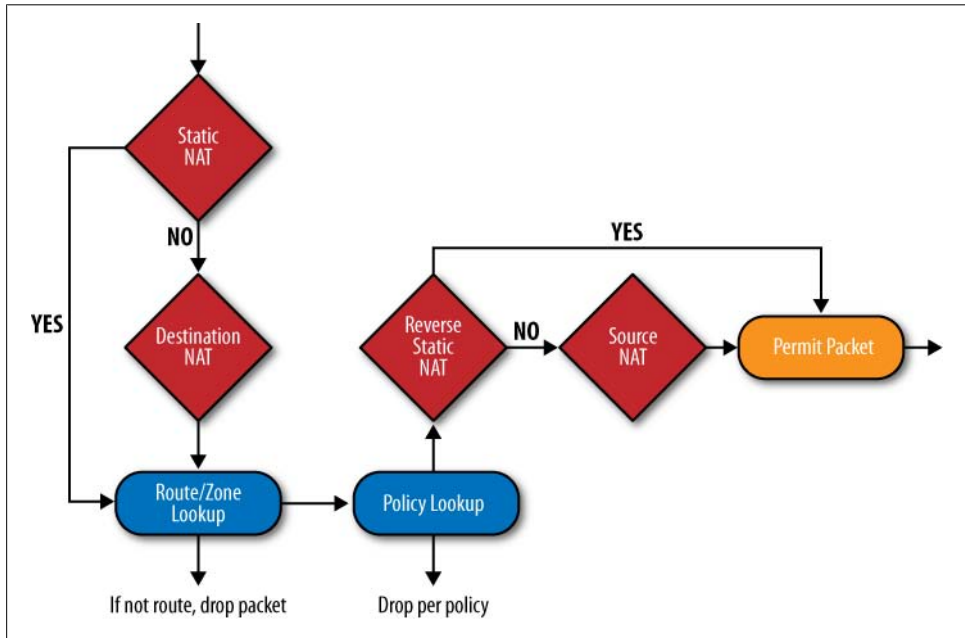 Static
NAT
NO
YES
Destination
NAT
Route/Zone
Lookup
If not route, drop packet
Policy Lookup
Drop per policy
Reverse
Static
NAT
YES
NO
Source
NAT
Permit Packet